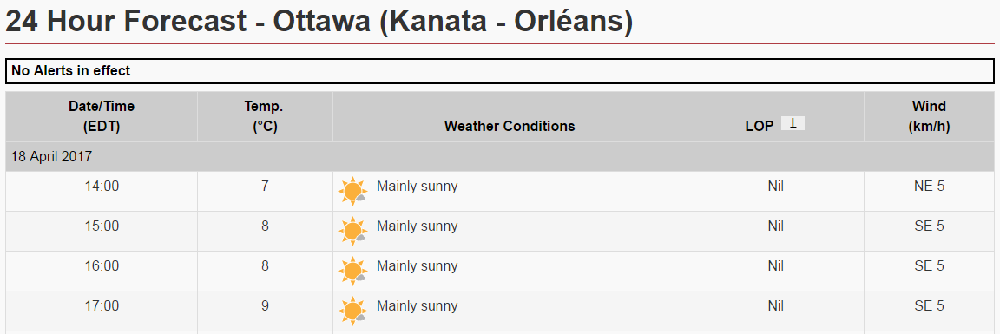 24 Hour Forecast - Ottawa (Kanata - Orléans)
No Alerts in effect
Date/Time (EDT) Temp. (°C) Weather Conditions LOP † Wind (km/h)
18 April 2017
14:00 7 Mainly sunny Nil NE 5
15:00 8 Mainly sunny Nil SE 5
16:00 8 Mainly sunny Nil SE 5
17:00 9 Mainly sunny Nil SE 5